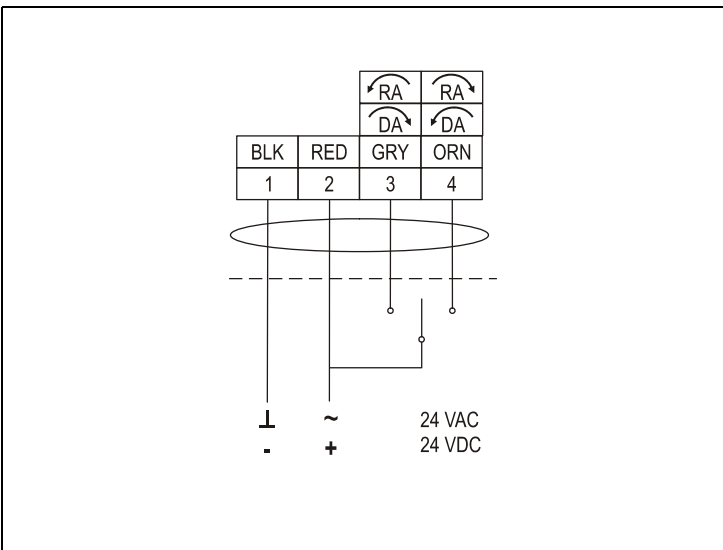 RA RA
DA DA
BLK RED GRY ORN
1 2 3 4
⊥ ~ 24 VAC
- + 24 VDC